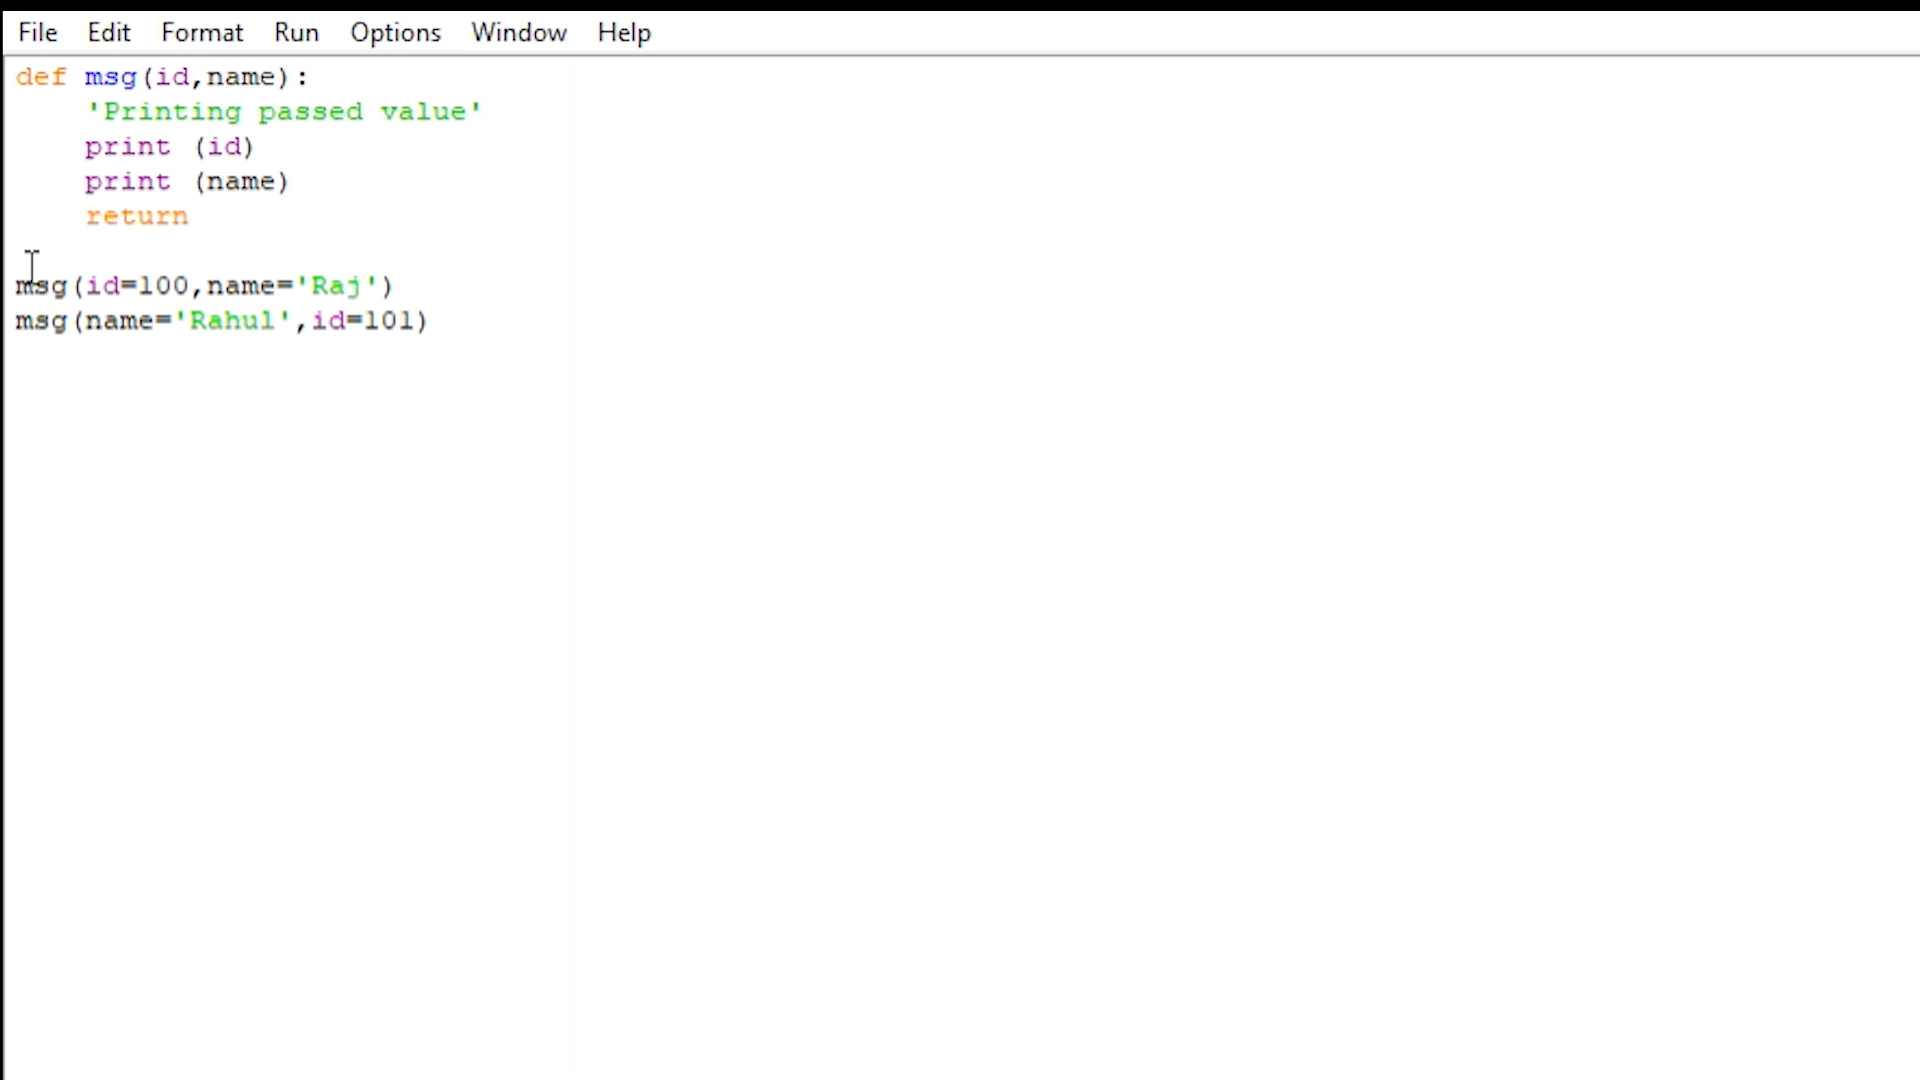 File Edit Format Run Options Window Help
def msg(id,name):
    'Printing passed value'
    print (id)
    print (name)
    return
msg(id=100,name='Raj')
msg(name='Rahul',id=101)